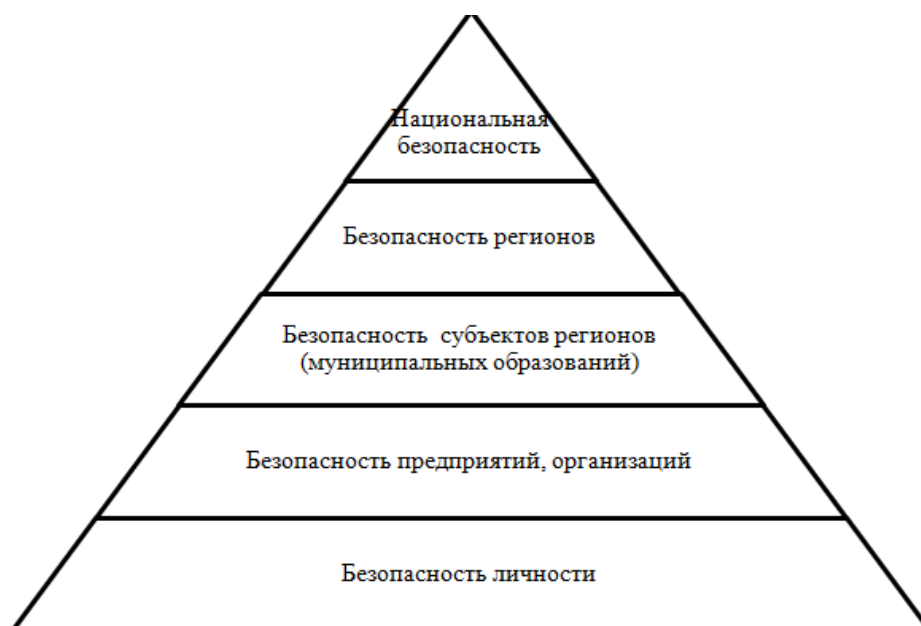 Национальная
безопасность
Безопасность регионов
Безопасность субъектов регионов
(муниципальных образований)
Безопасность предприятий, организаций
Безопасность личности